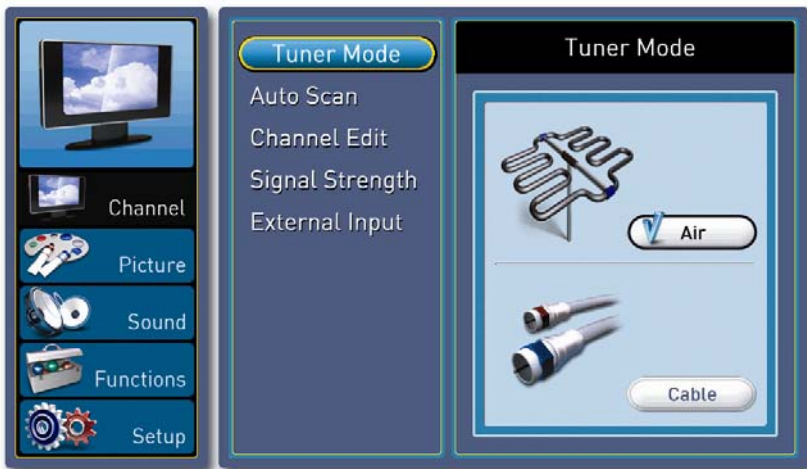 Channel
Picture
Sound
Functions
Setup
Tuner Mode
Auto Scan
Channel Edit
Signal Strength
External Input
Tuner Mode
Air
Cable